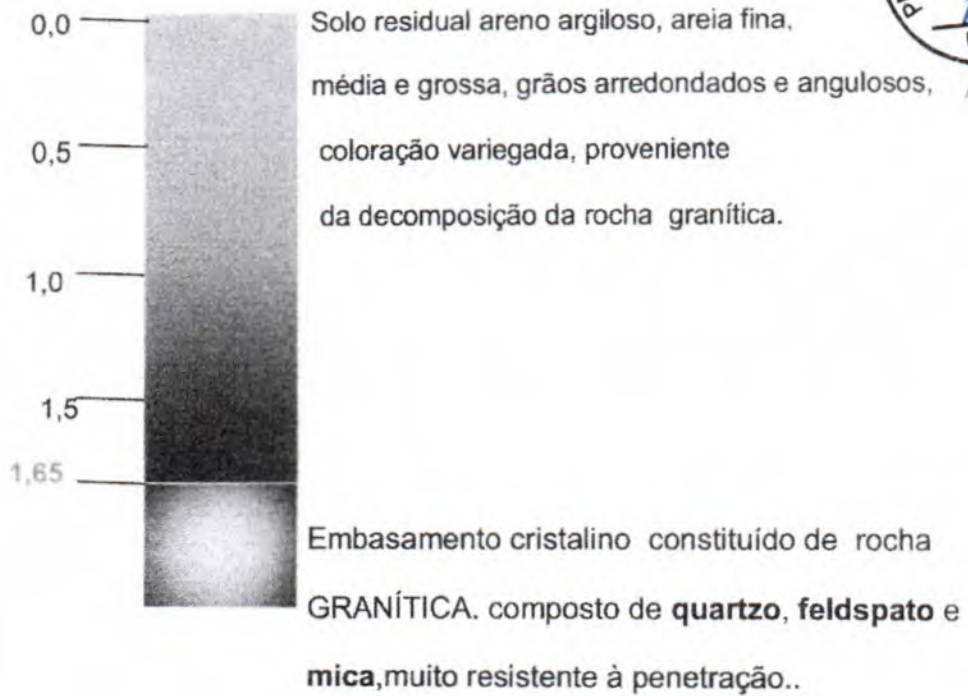 0,0
Solo residual areno argiloso, areia fina,
média e grossa, grãos arredondados e angulosos,
0,5
coloração variegada, proveniente
da decomposição da rocha granítica.
1,0
1,5
1,65
Embasamento cristalino constituído de rocha
GRANÍTICA. composto de quartzo, feldspato e
mica,muito resistente à penetração..